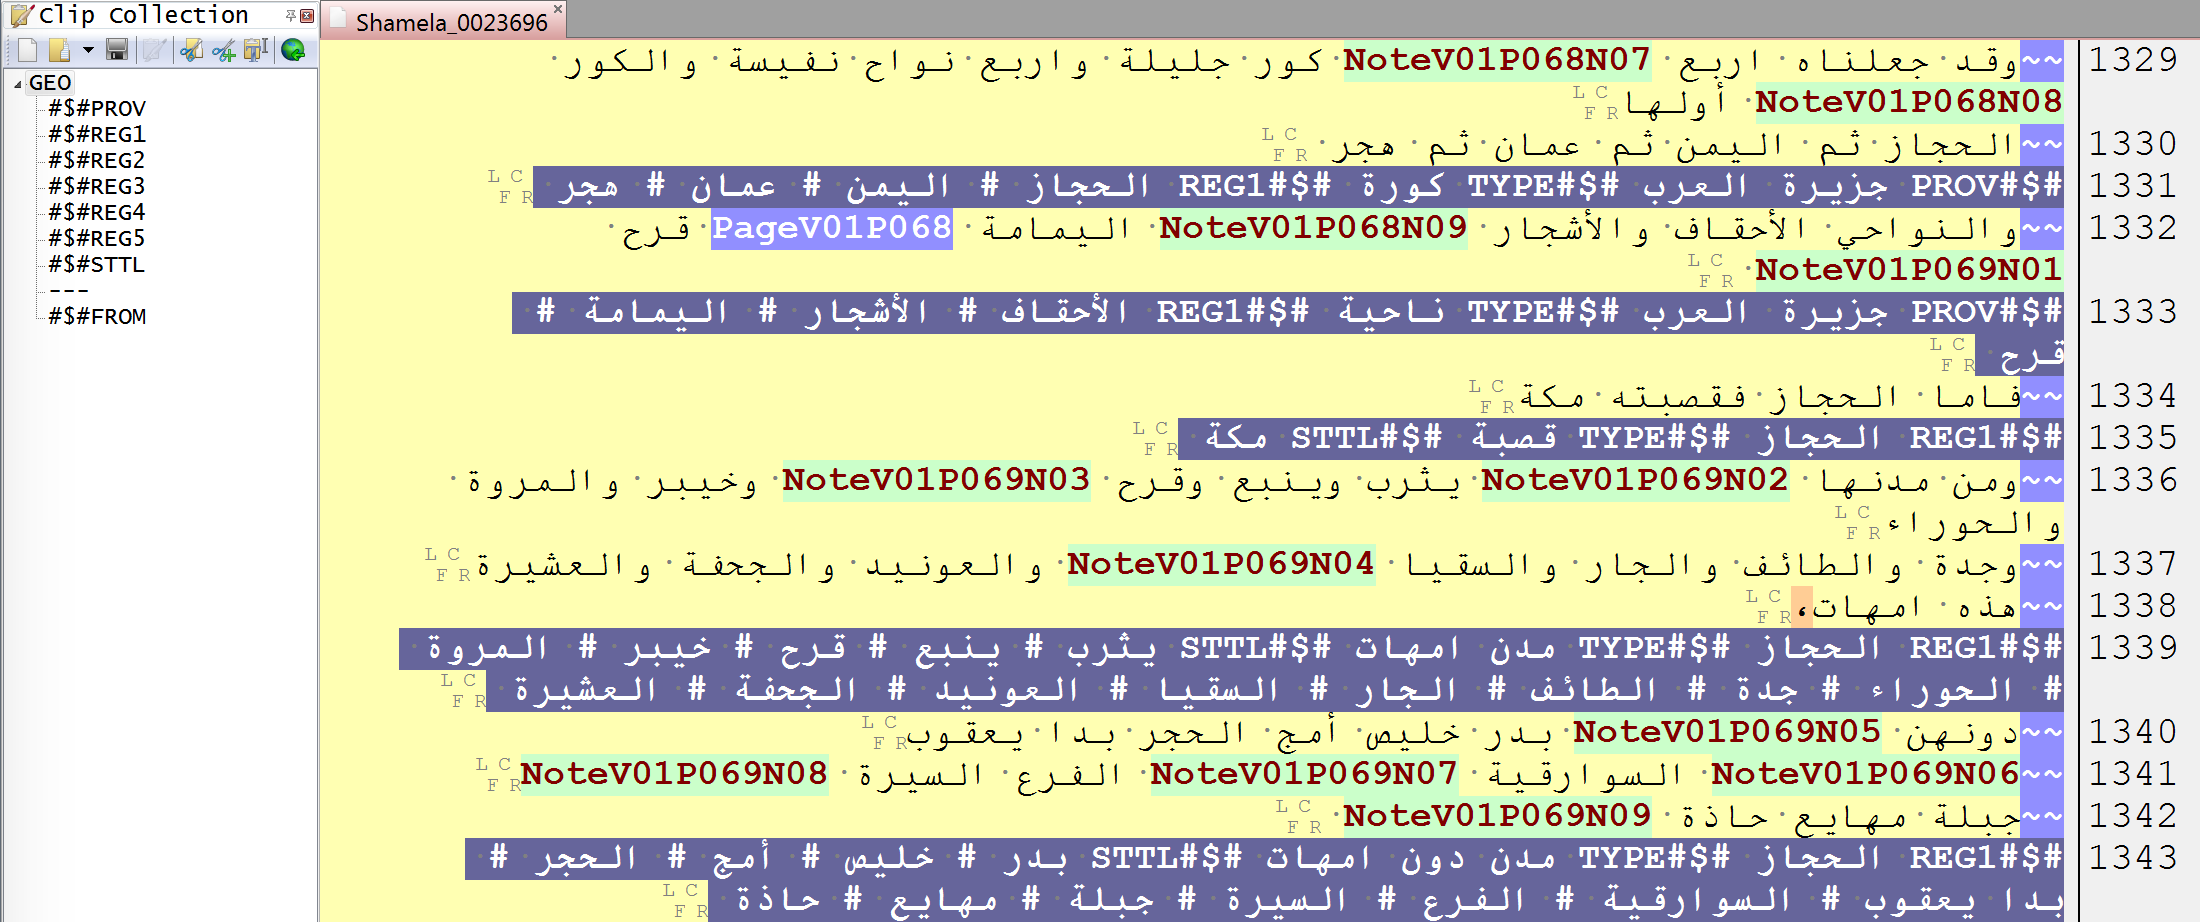 Clip Collection
GEO
#$#PROV
#$#REG1
#$#REG2
#$#REG3
#$#REG4
#$#REG5
#$#STTL
---
#$#FROM
Shamela_0023696
~~وقد جعلناه اربع NoteV01P068N07 كور جليلة واربع نواح نفيسة والكور 1329
NoteV01P068N08 أولها
~~الحجاز ثم اليمن ثم عمان ثم هجر 1330
#$#PROV جزيرة العرب #$#TYPE كورة #$#REG1 الحجاز # اليمن # عمان # هجر 1331
~~والنواحي الأحقاف والأشجار NoteV01P068N09 اليمامة PageV01P068 قرح 1332
NoteV01P069N01
#$#PROV جزيرة العرب #$#TYPE ناحية #$#REG1 الأحقاف # الأشجار # اليمامة # 1333
قرح
~~فاما الحجاز فقصبته مكة 1334
#$#REG1 الحجاز #$#TYPE قصبة #$#STTL مكة 1335
~~ومن مدنها NoteV01P069N02 يثرب وينبع وقرح NoteV01P069N03 وخيبر والمروة 1336
والحوراء
~~وجدة والطائف والجار والسقيا NoteV01P069N04 والعونيد والجحفة والعشيرة 1337
~~هذه امهات، 1338
#$#REG1 الحجاز #$#TYPE مدن امهات #$#STTL يثرب # ينبع # قرح # خيبر # المروة 1339
# الحوراء # جدة # الطائف # الجار # السقيا # العونيد # الجحفة # العشيرة
~~دونهن NoteV01P069N05 بدر خليص أمج الحجر بدا يعقوب 1340
~~NoteV01P069N06 السوارقية NoteV01P069N07 الفرع السيرة NoteV01P069N08 1341
~~جبلة مهايع حاذة NoteV01P069N09 1342
#$#REG1 الحجاز #$#TYPE مدن دون امهات #$#STTL بدر # خليص # أمج # الحجر # 1343
بدا يعقوب # السوارقية # الفرع # السيرة # جبلة # مهايع # حاذة